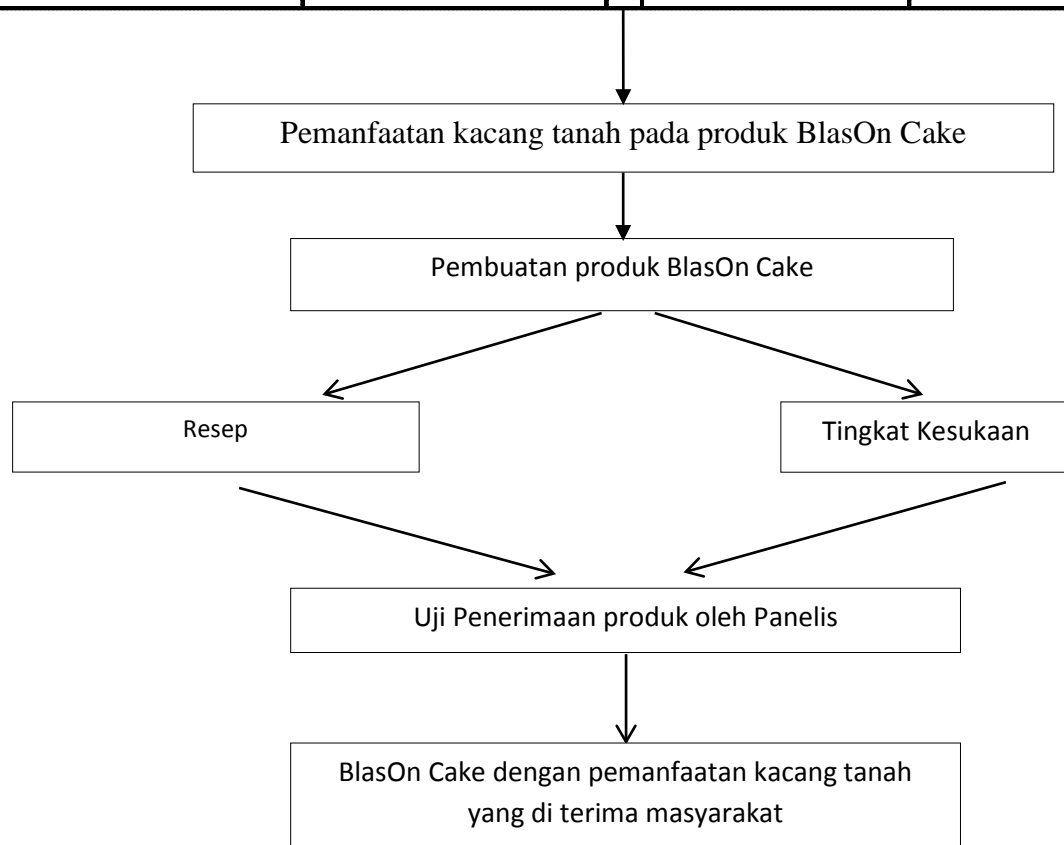 Pemanfaatan kacang tanah pada produk BlasOn Cake
Pembuatan produk BlasOn Cake
Resep
Tingkat Kesukaan
Uji Penerimaan produk oleh Panelis
BlasOn Cake dengan pemanfaatan kacang tanah
yang di terima masyarakat